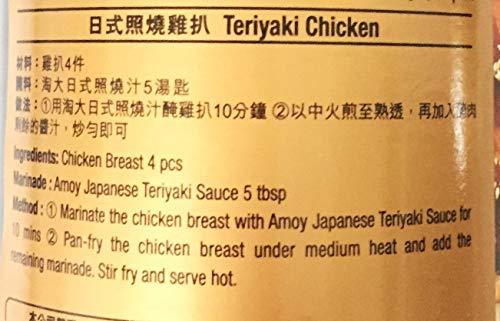 日式照燒雞扒 Teriyaki Chicken
材料：雞扒4件
醃料：淘大日式照燒汁5湯匙
做法：①用淘大日式照燒汁醃雞扒10分鐘 ②以中火煎至熟透，再加入醃肉
剩餘的醬汁，炒勻即可
Ingredients: Chicken Breast 4 pcs
Marinade : Amoy Japanese Teriyaki Sauce 5 tbsp
Method : ① Marinate the chicken breast with Amoy Japanese Teriyaki Sauce for
10 mins ② Pan-fry the chicken breast under medium heat and add the
remaining marinade. Stir fry and serve hot.